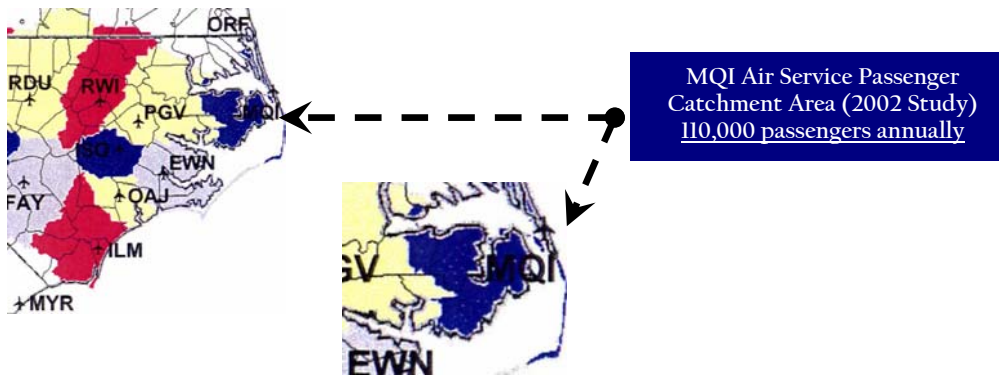 ORF
RDU
RWI
PGV
MQI
ISO
EWN
FAY
OAJ
ILM
MYR
MQI Air Service Passenger
Catchment Area (2002 Study)
110,000 passengers annually
GV
MQI
EWN